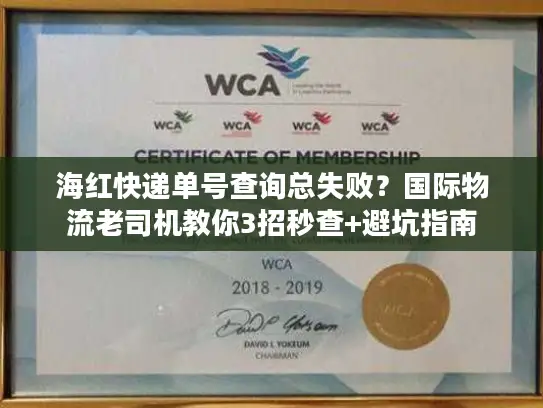 WCA
WCA WCA WCA WCA
CERTIFICATE OF MEMBERSHIP
海红快递单号查询总失败？国际物
流老司机教你3招秒查+避坑指南
WCA
2018 - 2019
DAVID L YOKEUM
CHAIRMAN
WCA